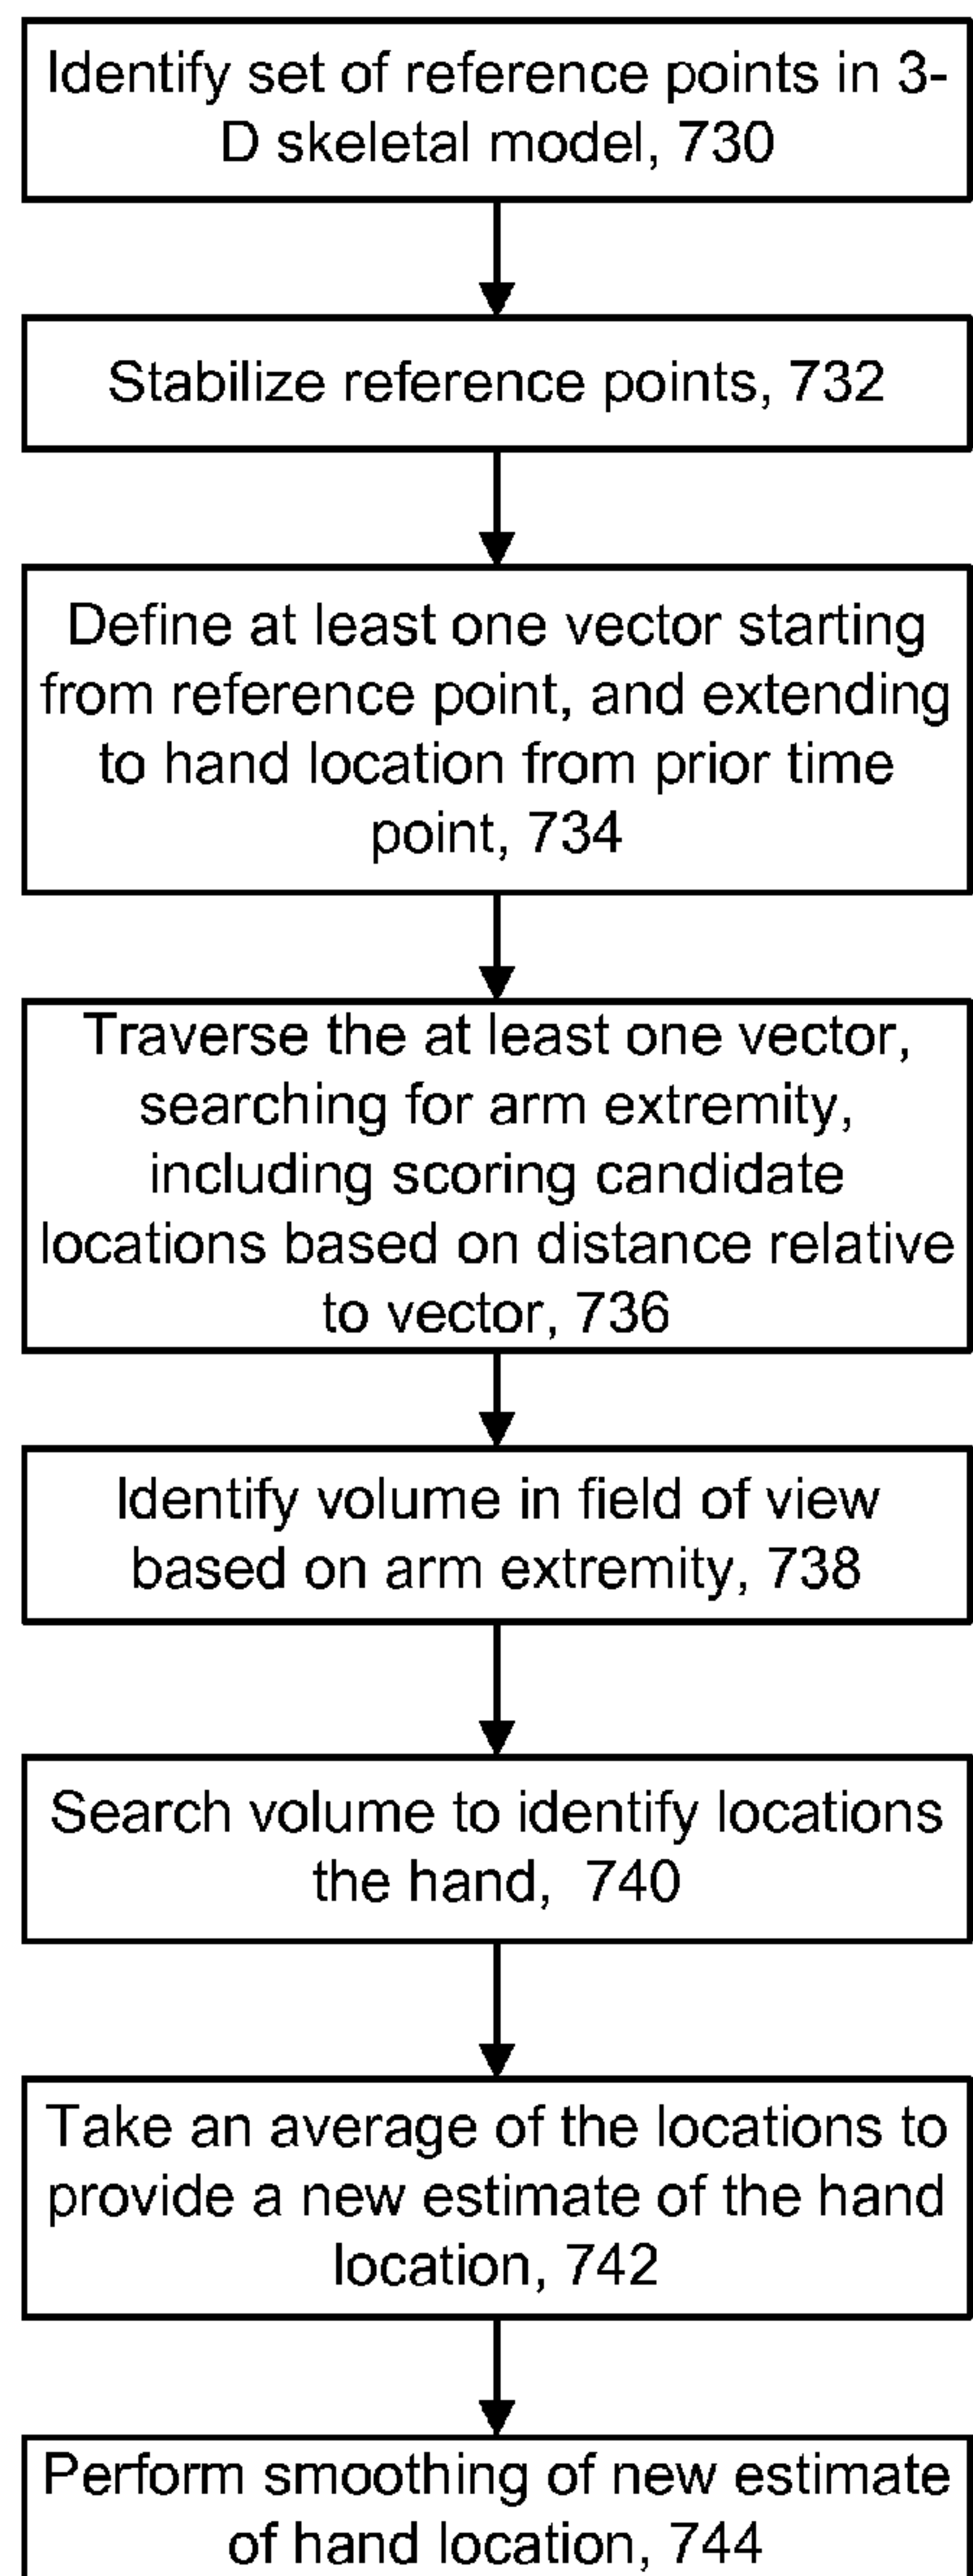 Identify set of reference points in 3-
D skeletal model, 730
Stabilize reference points, 732
Define at least one vector starting
from reference point, and extending
to hand location from prior time
point, 734
Traverse the at least one vector,
searching for arm extremity,
including scoring candidate
locations based on distance relative
to vector, 736
Identify volume in field of view
based on arm extremity, 738
Search volume to identify locations
the hand, 740
Take an average of the locations to
provide a new estimate of the hand
location, 742
Perform smoothing of new estimate
of hand location, 744